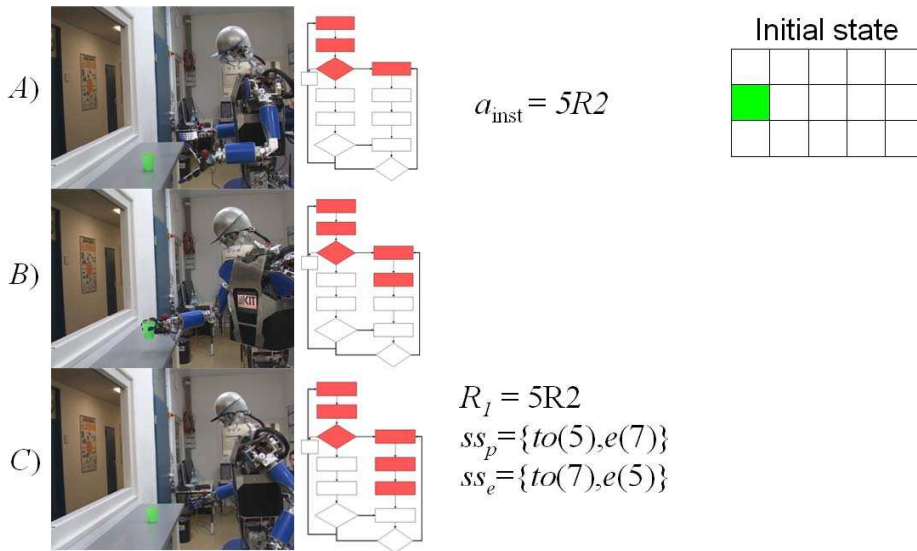 Initial state
A)
a_inst = 5R2
B)
KIT
C)
R_1 = 5R2
ss_p={to(5),e(7)}
ss_e={to(7),e(5)}